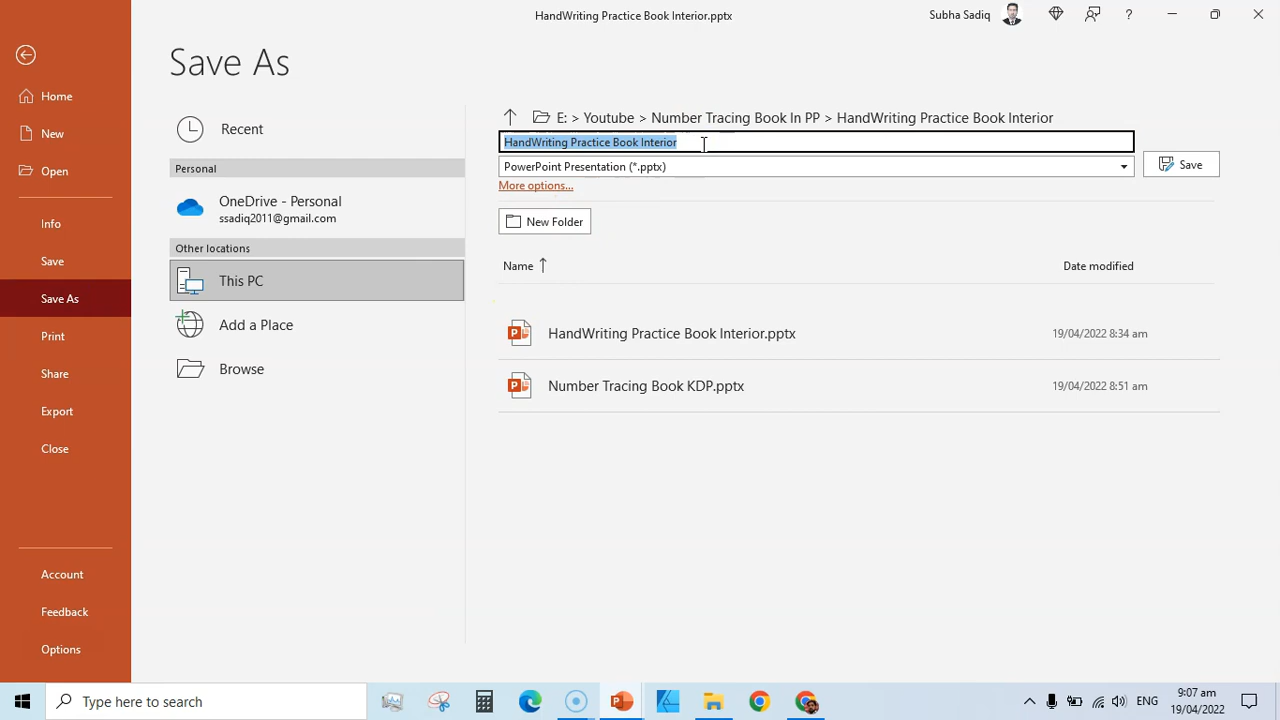 HandWriting Practice Book Interior.pptx
Subha Sadiq
?
Save As
Home
New
Open
Info
Save
Save As
Print
Share
Export
Close
Account
Feedback
Options
Recent
Personal
OneDrive - Personal
ssadiq2011@gmail.com
Other locations
This PC
Add a Place
Browse
E: > Youtube > Number Tracing Book In PP > HandWriting Practice Book Interior
HandWriting Practice Book Interior
PowerPoint Presentation (*.pptx)
Save
More options...
New Folder
Name
Date modified
HandWriting Practice Book Interior.pptx
19/04/2022 8:34 am
Number Tracing Book KDP.pptx
19/04/2022 8:51 am
Type here to search
ENG
9:07 am
19/04/2022